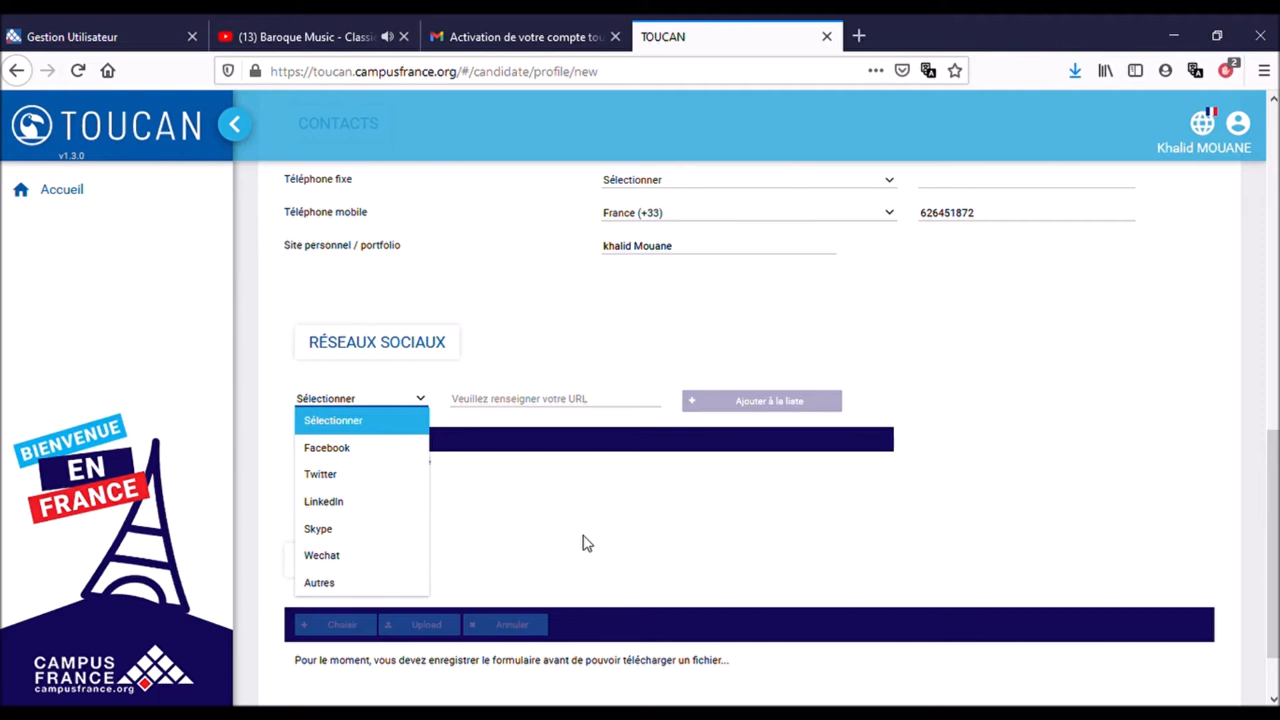 Gestion Utilisateur
(13) Baroque Music - Classi
Activation de votre compte tou
TOUCAN
https://toucan.campusfrance.org/#/candidate/profile/new
2
TOUCAN
v1.3.0
CONTACTS
Khalid MOUANE
Accueil
Téléphone fixe
Sélectionner
Téléphone mobile
France (+33)
626451872
Site personnel / portfolio
khalid Mouane
RÉSEAUX SOCIAUX
Sélectionner
Veuillez renseigner votre URL
Ajouter à la liste
Sélectionner
Facebook
Twitter
LinkedIn
Skype
Wechat
Autres
BIENVENUE
EN
FRANCE
Choisir
Upload
Annuler
Pour le moment, vous devez enregistrer le formulaire avant de pouvoir télécharger un fichier...
CAMPUS
FRANCE
campusfrance.org